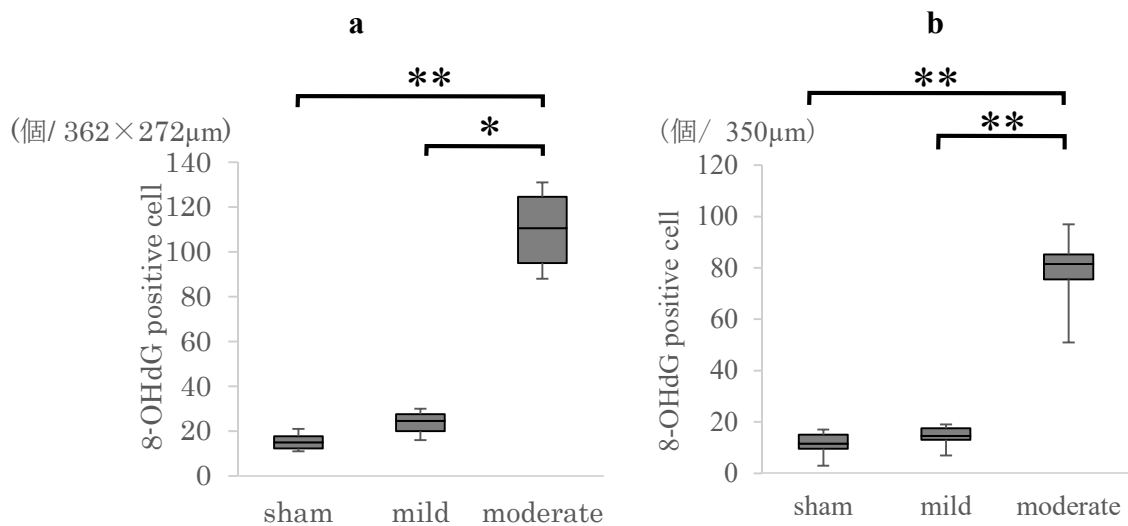 a
**
(個/ 362×272μm)
*
8-OHdG positive cell
140
120
100
80
60
40
20
0
sham mild moderate
b
**
(個/ 350μm)
**
8-OHdG positive cell
120
100
80
60
40
20
0
sham mild moderate